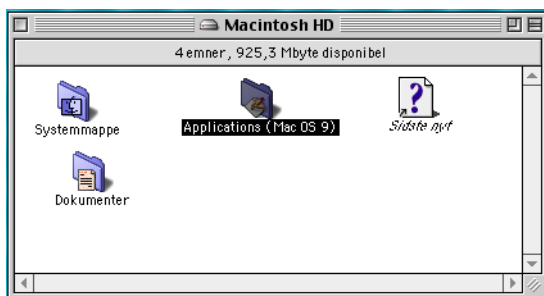 Macintosh HD
4 emner, 925,3 Mbyte disponibel
Systemmappe
Applications (Mac OS 9)
Sidste nyt
Dokumenter